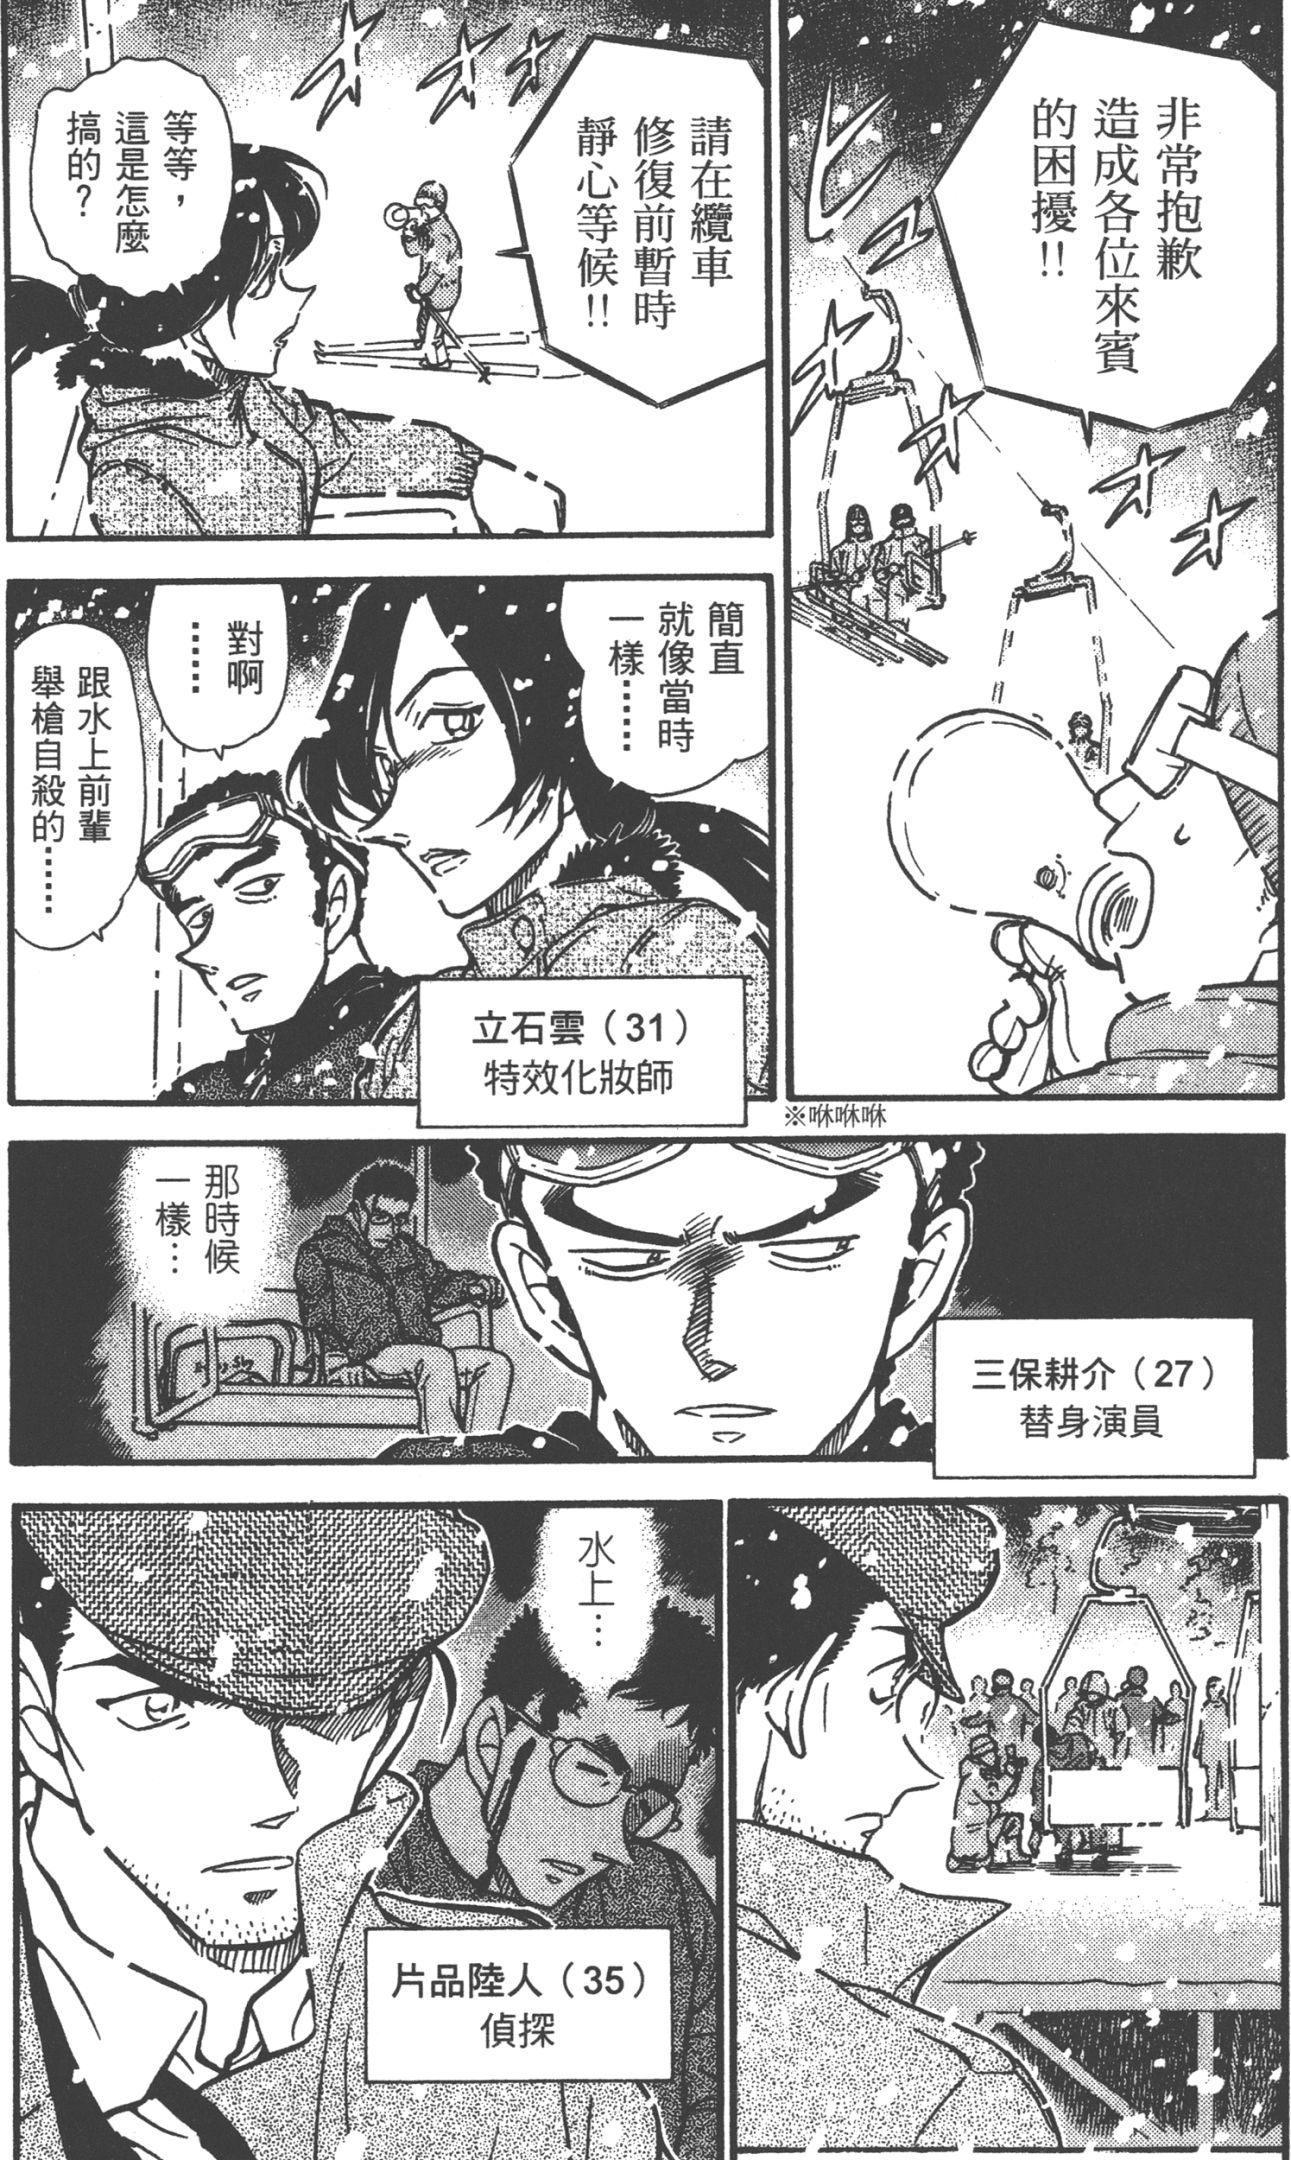 非常抱歉
造成各位來賓
的困擾!!
請在纜車
修復前暫時
靜心等候!!
等等，
這是怎麼
搞的？
※咻咻咻
簡直
就像當時
一樣……
對啊
……
跟水上前輩
舉槍自殺的……
立石雲（31）
特效化妝師
那時候
一樣…
三保耕介（27）
替身演員
水上…
片品陸人（35）
偵探